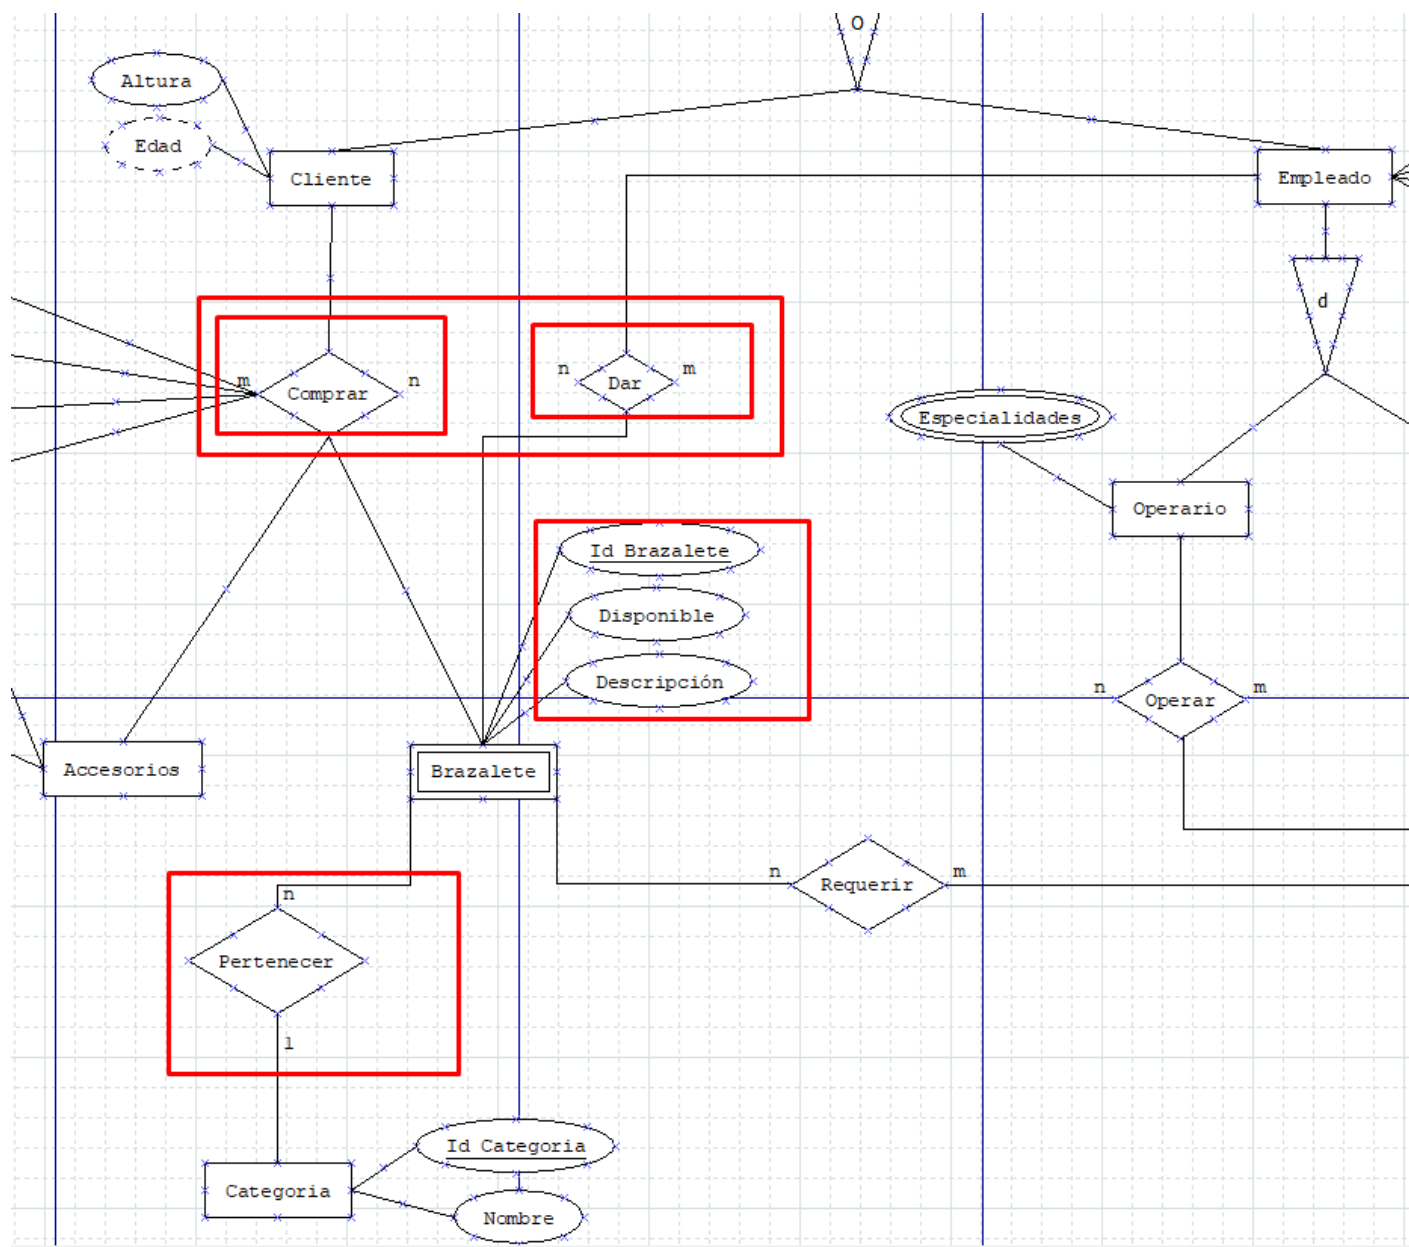 O
Altura
Edad
Cliente
Empleado
d
m
n
Comprar
n
m
Dar
Especialidades
Operario
Id Brazalete
Disponible
Descripción
n
m
Operar
Accesorios
Brazalete
n
m
Requerir
n
Pertenecer
1
Id Categoria
Categoria
Nombre